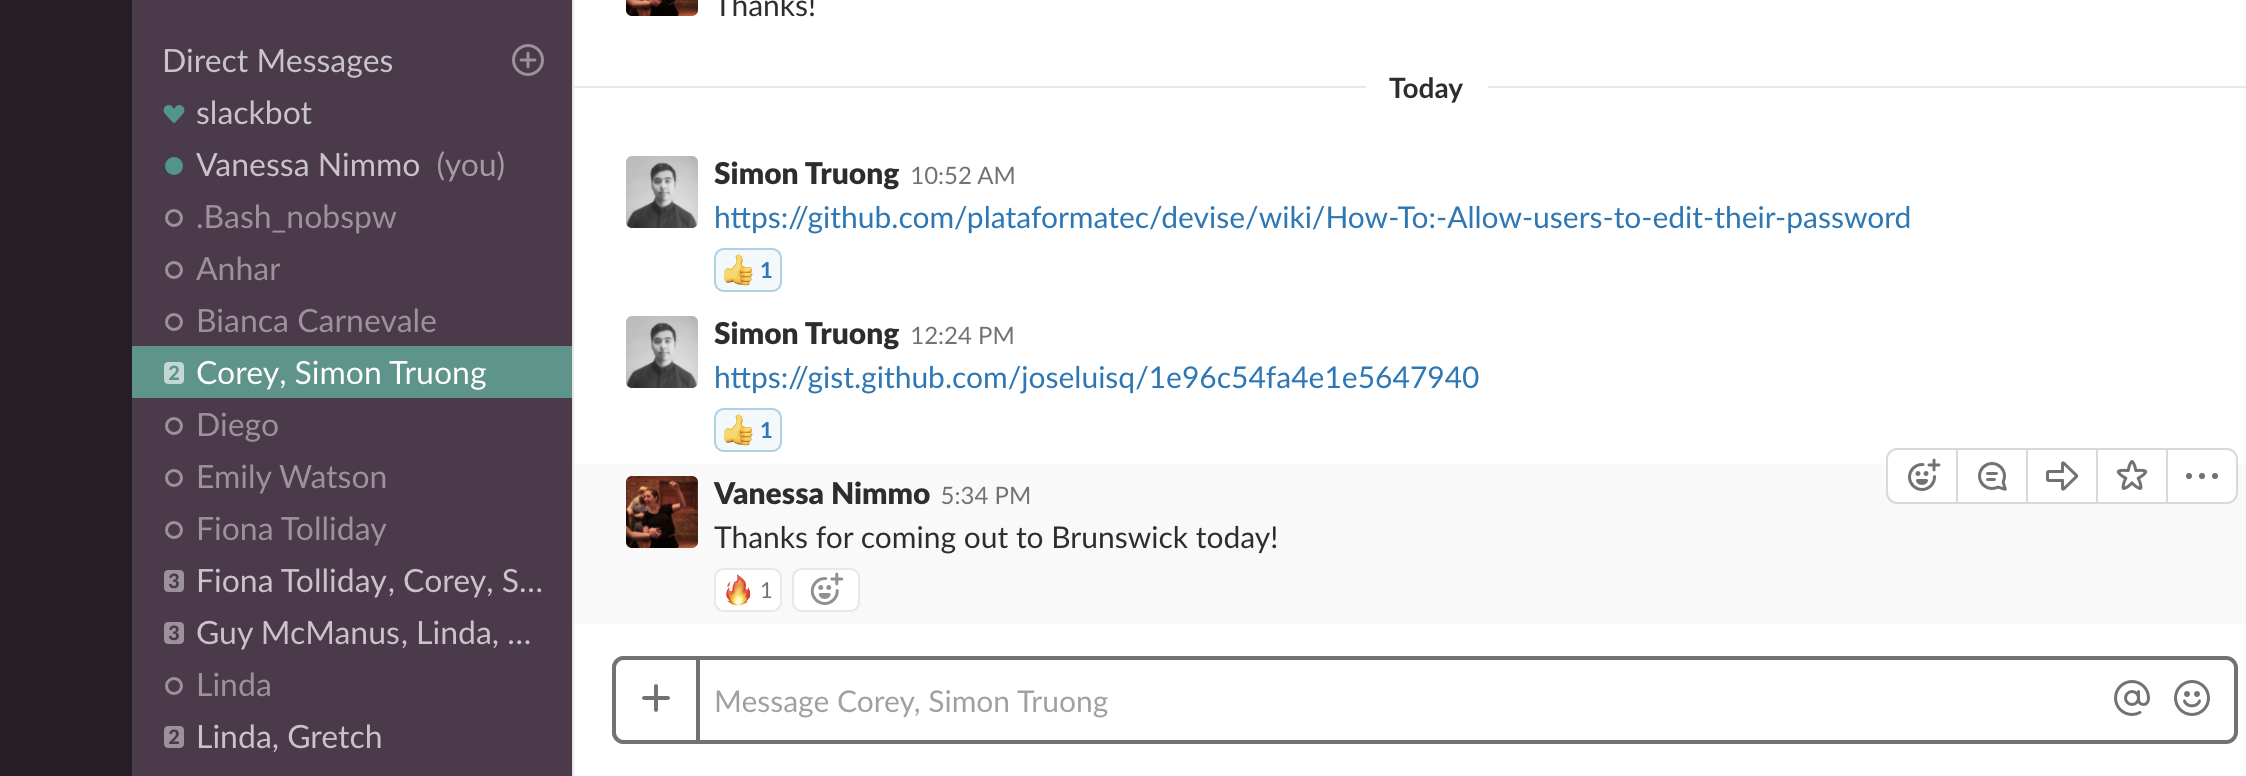 Direct Messages
slackbot
Vanessa Nimmo (you)
.Bash_nobspw
Anhar
Bianca Carnevale
2 Corey, Simon Truong
Diego
Emily Watson
Fiona Tolliday
3 Fiona Tolliday, Corey, S...
3 Guy McManus, Linda, ...
Linda
2 Linda, Gretch
Thanks!
Today
Simon Truong 10:52 AM
https://github.com/plataformatec/devise/wiki/How-To:-Allow-users-to-edit-their-password
👍 1
Simon Truong 12:24 PM
https://gist.github.com/joseluisq/1e96c54fa4e1e5647940
👍 1
Vanessa Nimmo 5:34 PM
Thanks for coming out to Brunswick today!
🔥 1
Message Corey, Simon Truong